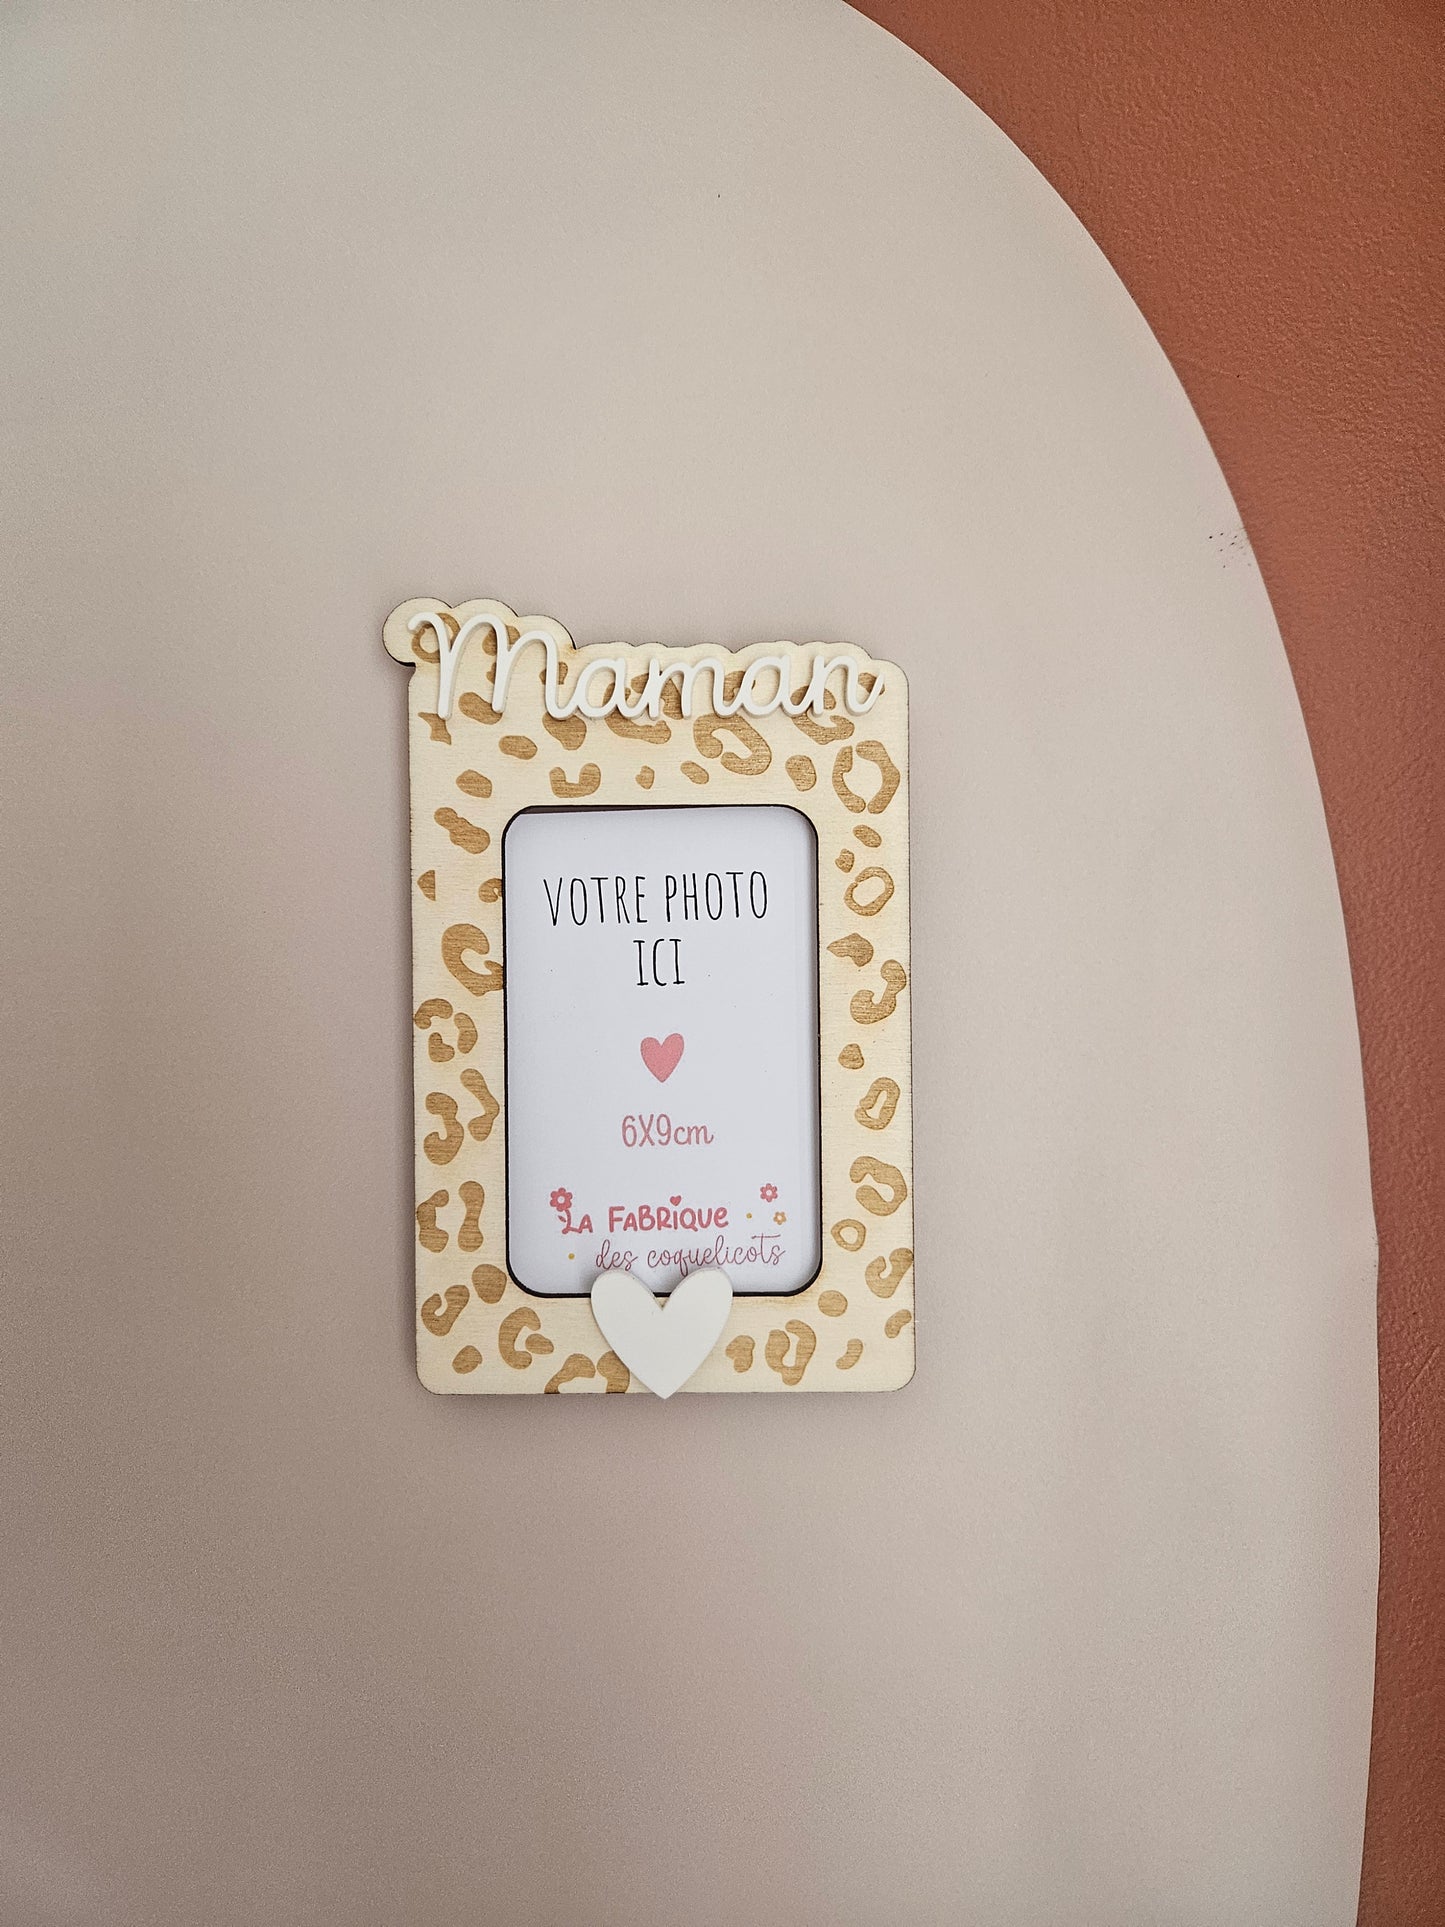 Maman
VOTRE PHOTO
ICI
6X9cm
LA FABRIQUE
des coquelicots